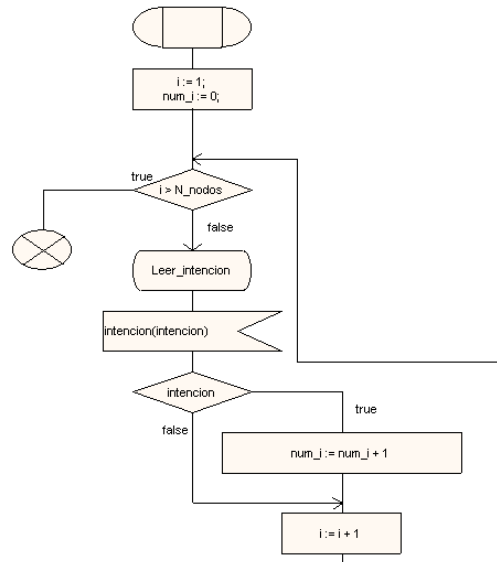 i := 1;
num_i := 0;
true
i > N_nodos
false
Leer_intencion
intencion(intencion)
intencion
true
false
num_i := num_i + 1
i := i + 1